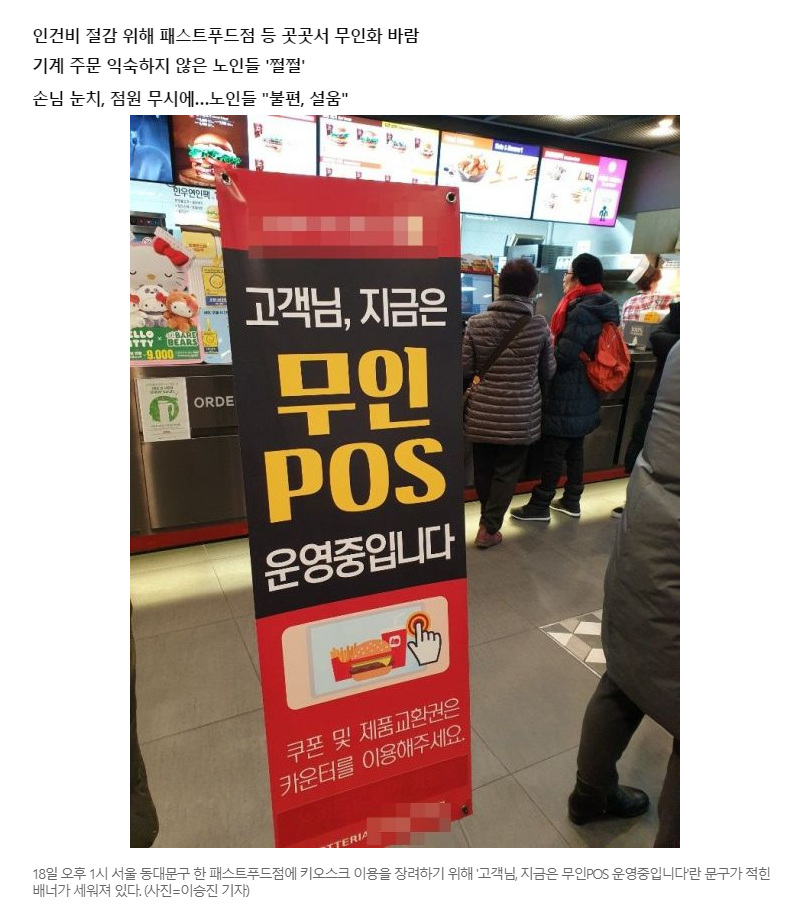 인건비 절감 위해 패스트푸드점 등 곳곳서 무인화 바람
기계 주문 익숙하지 않은 노인들 '쩔쩔'
손님 눈치, 점원 무시에…노인들 "불편, 설움"
한우연인팩
고객님, 지금은
무인
POS
운영중입니다
쿠폰 및 제품교환권은
카운터를 이용해주세요.
BARE
BEARS
9,000
ORDE
TTERIA
18일 오후 1시 서울 동대문구 한 패스트푸드점에 키오스크 이용을 장려하기 위해 '고객님, 지금은 무인POS 운영중입니다'란 문구가 적힌
배너가 세워져 있다. (사진=이승진 기자)